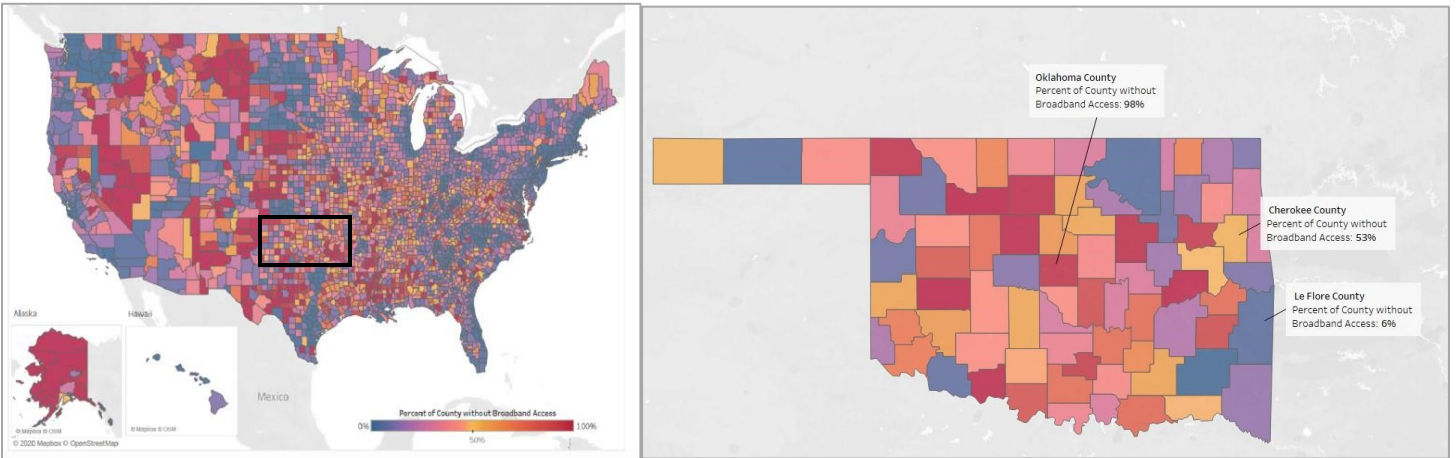 Alaska
Hawaii
Mexico
© Mapbox © OSM
© Mapbox © OSM
© 2020 Mapbox © OpenStreetMap
Percent of County without Broadband Access
0%
50%
100%
Oklahoma County
Percent of County without
Broadband Access: 98%
Cherokee County
Percent of County without
Broadband Access: 53%
Le Flore County
Percent of County without
Broadband Access: 6%